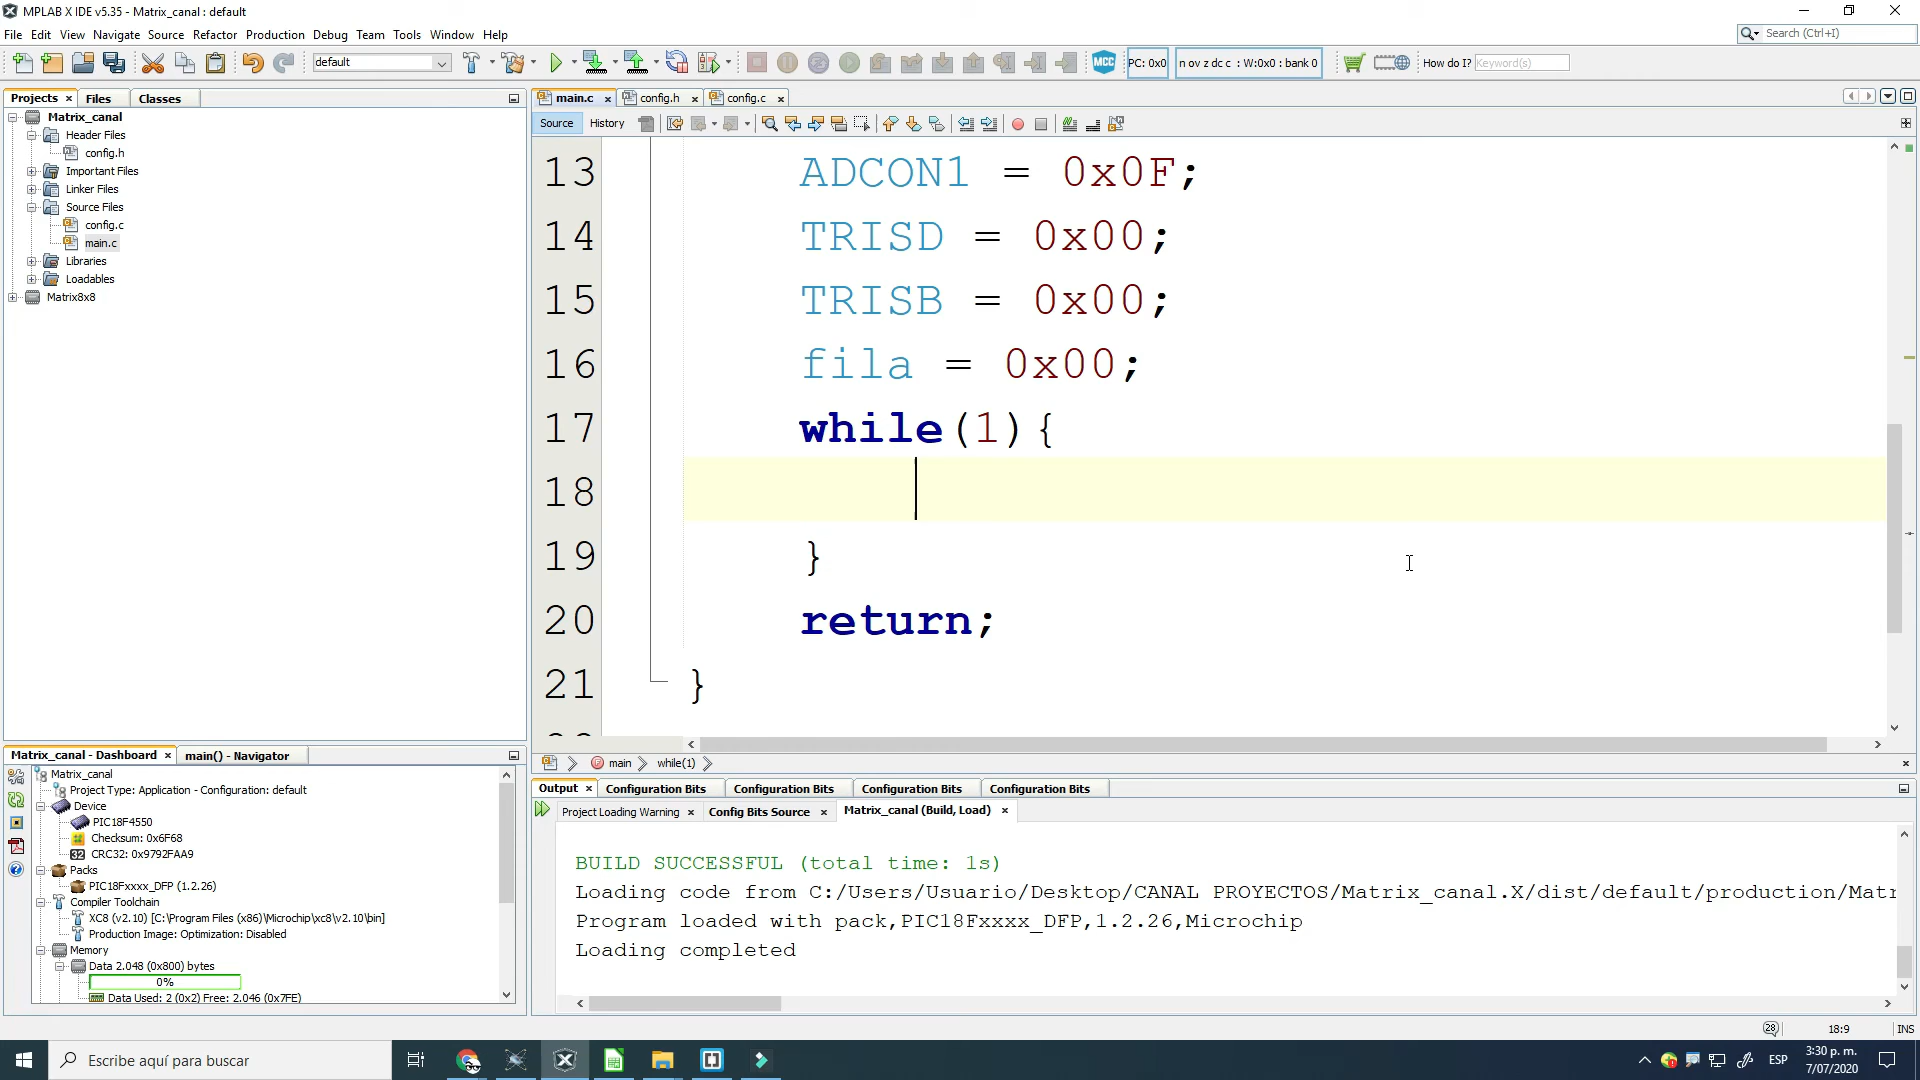 MPLAB X IDE v5.35 - Matrix_canal : default
File Edit View Navigate Source Refactor Production Debug Team Tools Window Help
Search (Ctrl+I)
default
MCC
PC: 0x0
n ov z dc c : W:0x0 : bank 0
How do I?
Keyword(s)
Projects Files Classes
Matrix_canal
Header Files
config.h
Important Files
Linker Files
Source Files
config.c
main.c
Libraries
Loadables
Matrix8x8
main.c config.h config.c
Source History
13 ADCON1 = 0x0F;
14 TRISD = 0x00;
15 TRISB = 0x00;
16 fila = 0x00;
17 while(1){
18
19 }
20 return;
21 }
main while(1)
Matrix_canal - Dashboard main() - Navigator
Matrix_canal
Project Type: Application - Configuration: default
Device
PIC18F4550
Checksum: 0x6F68
32 CRC32: 0x9792FAA9
Packs
PIC18Fxxxx_DFP (1.2.26)
Compiler Toolchain
XC8 (v2.10) [C:\Program Files (x86)\Microchip\xc8\v2.10\bin]
Production Image: Optimization: Disabled
Memory
Data 2.048 (0x800) bytes
0%
Data Used: 2 (0x2) Free: 2.046 (0x7FE)
Output Configuration Bits Configuration Bits Configuration Bits Configuration Bits
Project Loading Warning Config Bits Source Matrix_canal (Build, Load)
BUILD SUCCESSFUL (total time: 1s)
Loading code from C:/Users/Usuario/Desktop/CANAL PROYECTOS/Matrix_canal.X/dist/default/production/Matr
Program loaded with pack,PIC18Fxxxx_DFP,1.2.26,Microchip
Loading completed
28
18:9
INS
Escribe aquí para buscar
ESP
3:30 p. m.
7/07/2020